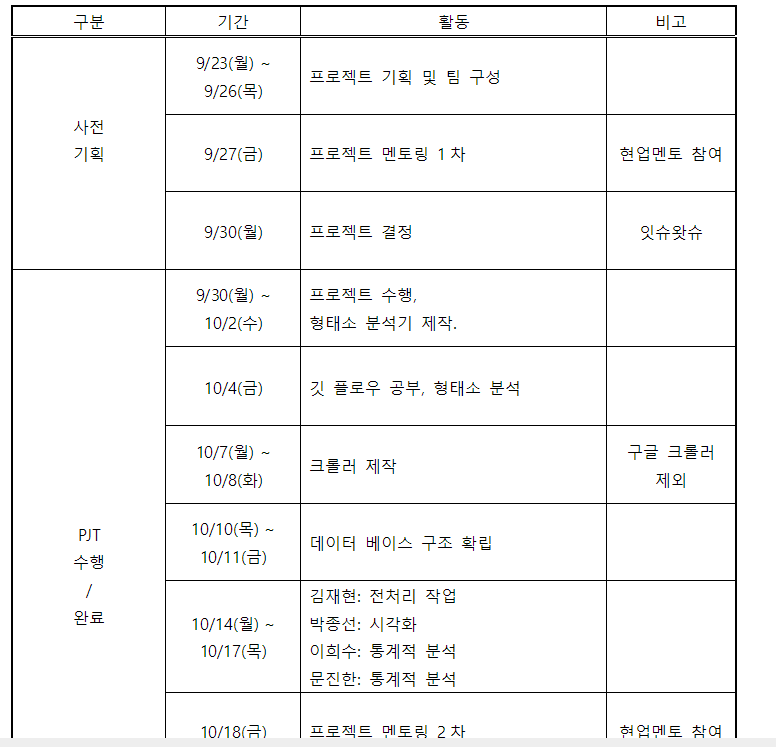 구분 기간 활동 비고
사전
기획
9/23(월) ~
9/26(목)
프로젝트 기획 및 팀 구성
9/27(금)
프로젝트 멘토링 1차
현업멘토 참여
9/30(월)
프로젝트 결정
잇슈왓슈
PJT
수행
/
완료
9/30(월) ~
10/2(수)
프로젝트 수행,
형태소 분석기 제작.
10/4(금)
깃 플로우 공부, 형태소 분석
10/7(월) ~
10/8(화)
크롤러 제작
구글 크롤러
제외
10/10(목) ~
10/11(금)
데이터 베이스 구조 확립
10/14(월) ~
10/17(목)
김재현: 전처리 작업
박종선: 시각화
이희수: 통계적 분석
문진한: 통계적 분석
10/18(금)
프로젝트 멘토링 2차
현업멘토 참여